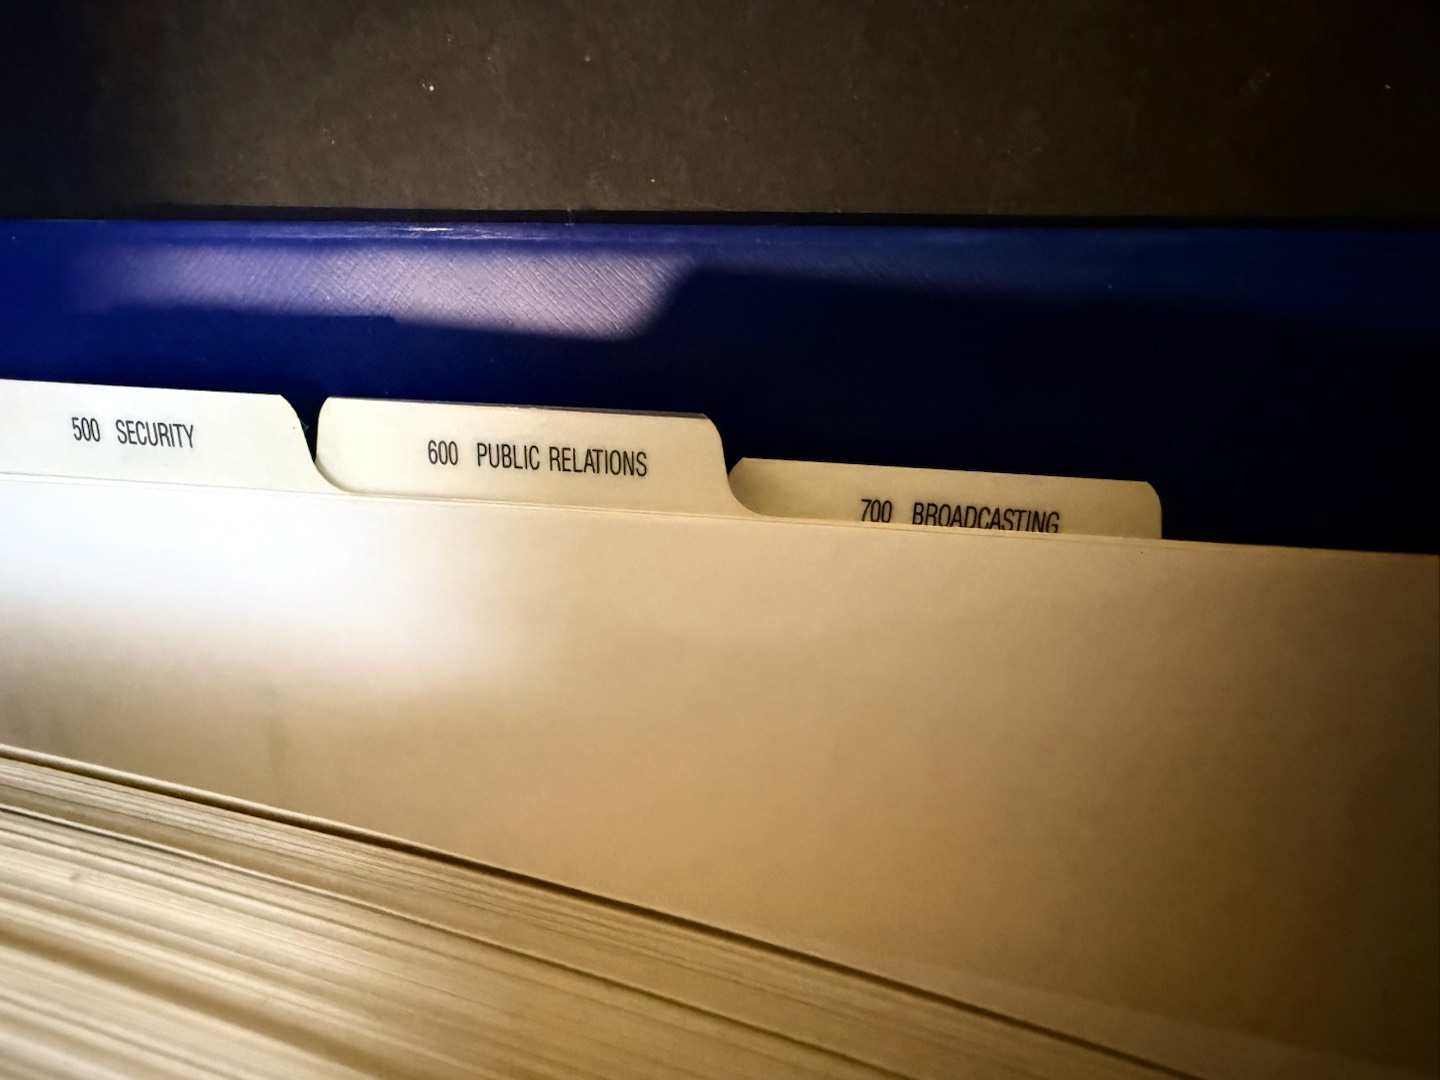 500 SECURITY
600 PUBLIC RELATIONS
700 BROADCASTING